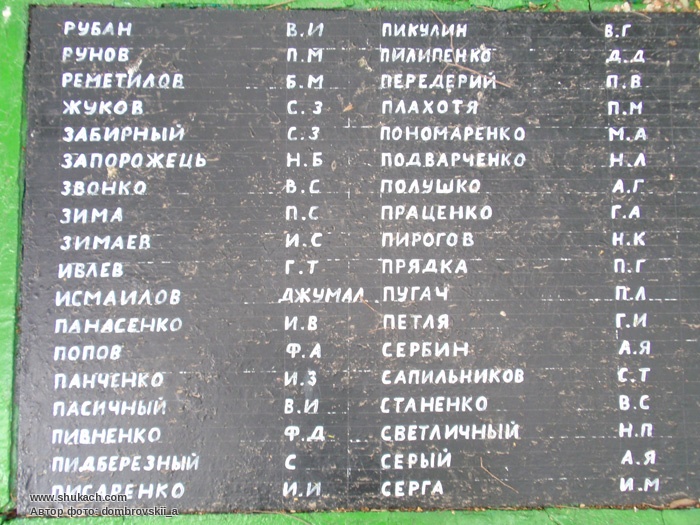 РУБАН В.И ПИКУЛИН В.Г
РУНОВ П.М ПИЛИПЕНКО Д.Д
РЕМЕТИЛОВ Б.М ПЕРЕДЕРИЙ П.В
ЖУКОВ С.З ПЛАХОТЯ П.М
ЗАБИРНЫЙ С.З ПОНОМАРЕНКО М.А
ЗАПОРОЖЕЦЬ Н.Б ПОДВАРЧЕНКО Н.Л
ЗВОНКО В.С ПОЛУШКО А.Г
ЗИМА П.С ПРАЦЕНКО Г.А
ЗИМАЕВ И.С ПИРОГОВ Н.К
ИВЛЕВ Г.Т ПРЯДКА П.Г
ИСМАИЛОВ ДЖУМАЛ ПУГАЧ П.Л
ПАНАСЕНКО И.В ПЕТЛЯ Г.И
ПОПОВ Ф.А СЕРБИН А.Я
ПАНЧЕНКО И.З САПИЛЬНИКОВ С.Т
ПАСИЧНЫЙ В.И СТАНЕНКО В.С
ПИВНЕНКО Ф.Д СВЕТЛИЧНЫЙ Н.П
ПИДБЕРЕЗНЫЙ С СЕРЫЙ А.Я
ПИСАРЕНКО И.И СЕРГА И.М
www.shukach.com
Автор фото: dombrovskii_a